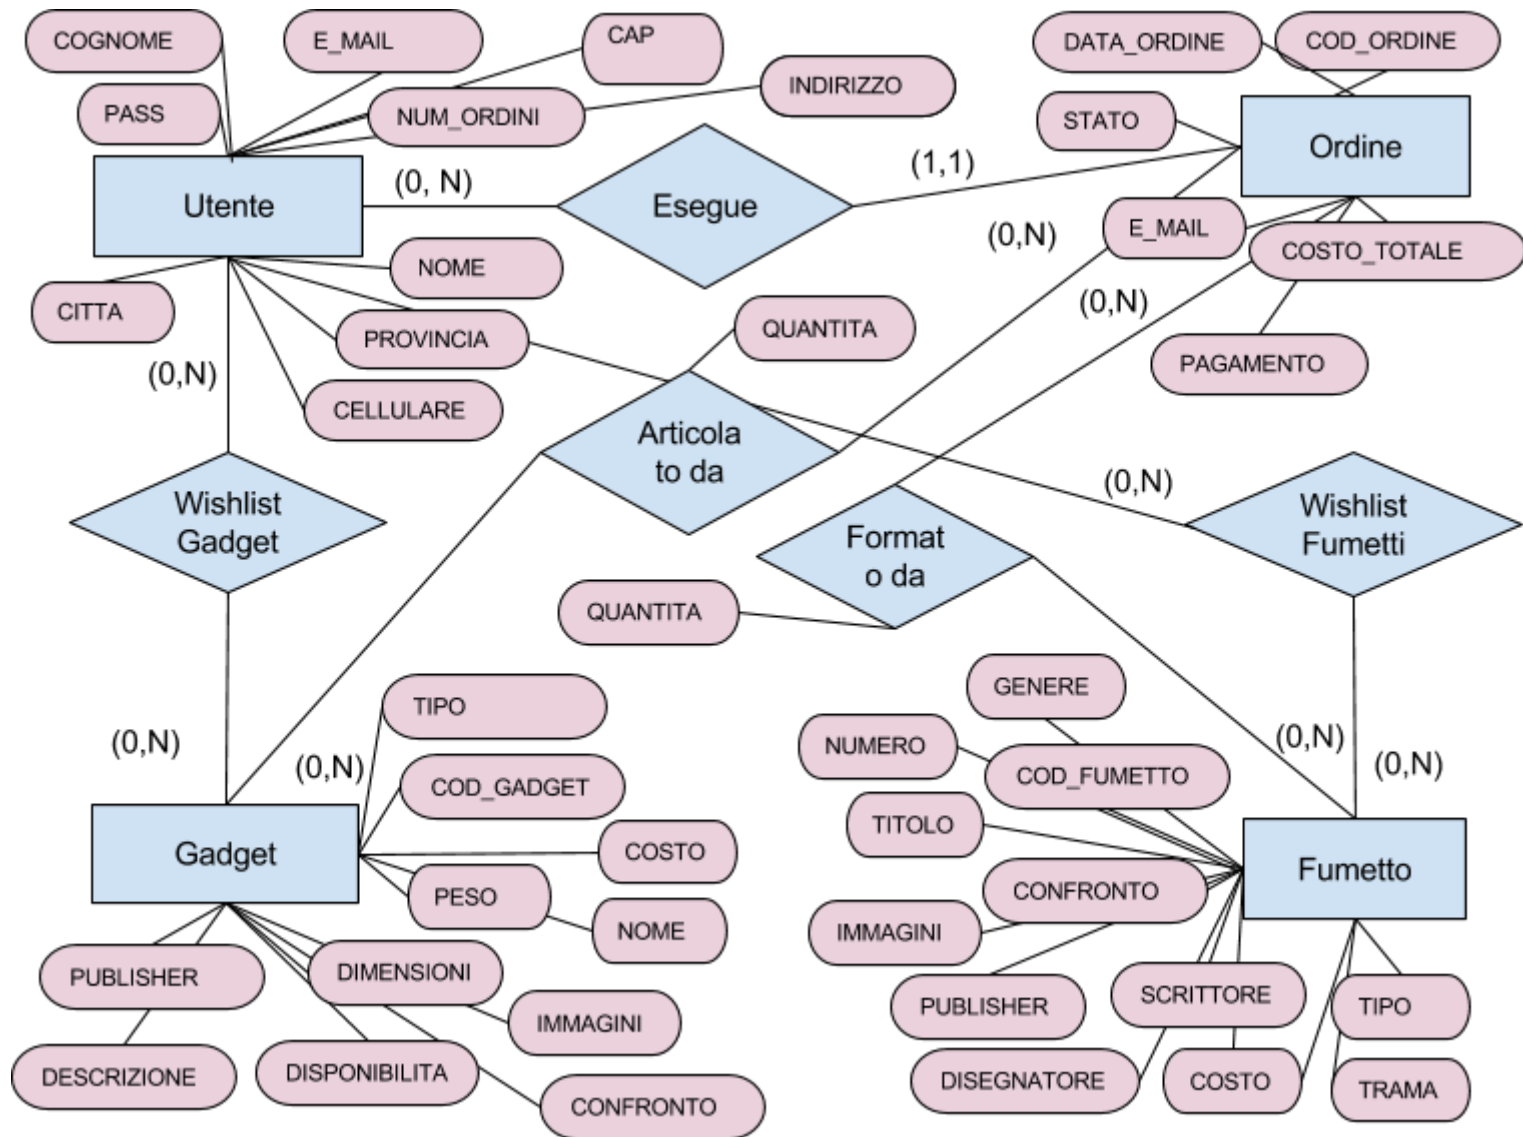 COGNOME
E_MAIL
CAP
DATA_ORDINE
COD_ORDINE
PASS
NUM_ORDINI
INDIRIZZO
STATO
Utente
(0, N)
Esegue
(1,1)
Ordine
(0,N)
E_MAIL
COSTO_TOTALE
NOME
CITTA
PROVINCIA
QUANTITA
(0,N)
PAGAMENTO
(0,N)
CELLULARE
Articola
to da
Wishlist
Gadget
(0,N)
Wishlist
Fumetti
Format
o da
QUANTITA
GENERE
TIPO
(0,N)
(0,N)
NUMERO
COD_FUMETTO
(0,N)
(0,N)
COD_GADGET
TITOLO
Gadget
COSTO
Fumetto
PESO
CONFRONTO
NOME
IMMAGINI
PUBLISHER
DIMENSIONI
SCRITTORE
IMMAGINI
PUBLISHER
TIPO
DESCRIZIONE
DISPONIBILITA
DISEGNATORE
COSTO
TRAMA
CONFRONTO